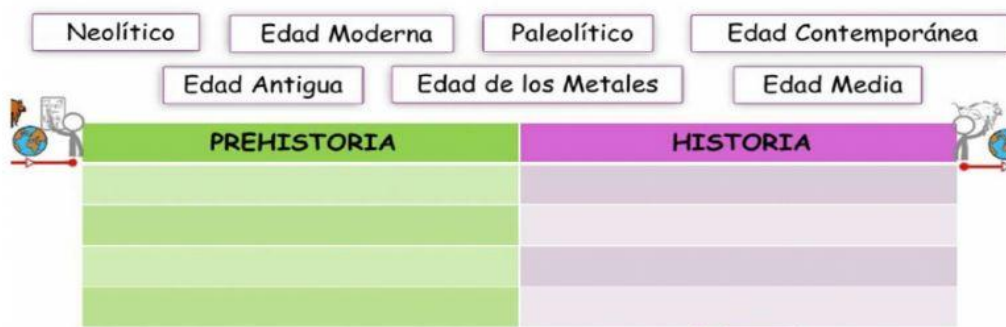 Neolítico Edad Moderna Paleolítico Edad Contemporánea
Edad Antigua Edad de los Metales Edad Media
PREHISTORIA HISTORIA